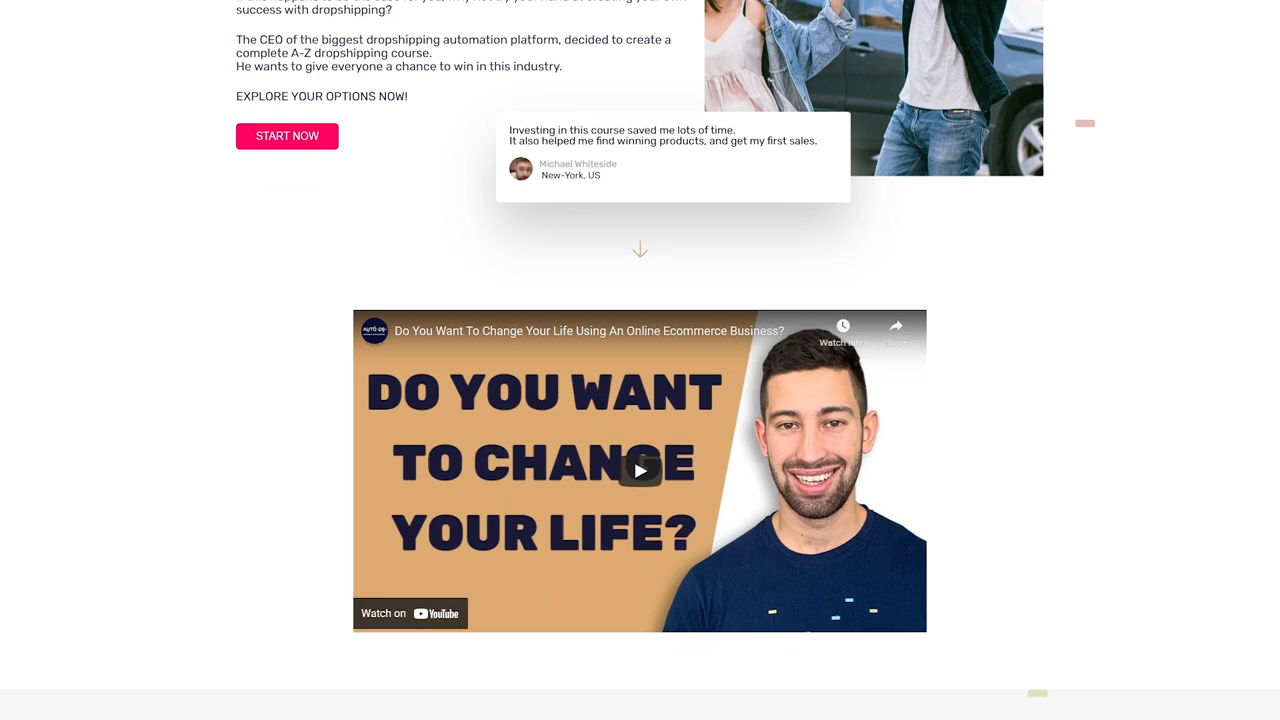 success with dropshipping?
The CEO of the biggest dropshipping automation platform, decided to create a
complete A-Z dropshipping course.
He wants to give everyone a chance to win in this industry.
EXPLORE YOUR OPTIONS NOW!
START NOW
Investing in this course saved me lots of time.
It also helped me find winning products, and get my first sales.
Michael Whiteside
New-York, US
Do You Want To Change Your Life Using An Online Ecommerce Business?
Watch later
Share
DO YOU WANT
TO CHANGE
YOUR LIFE?
Watch on YouTube